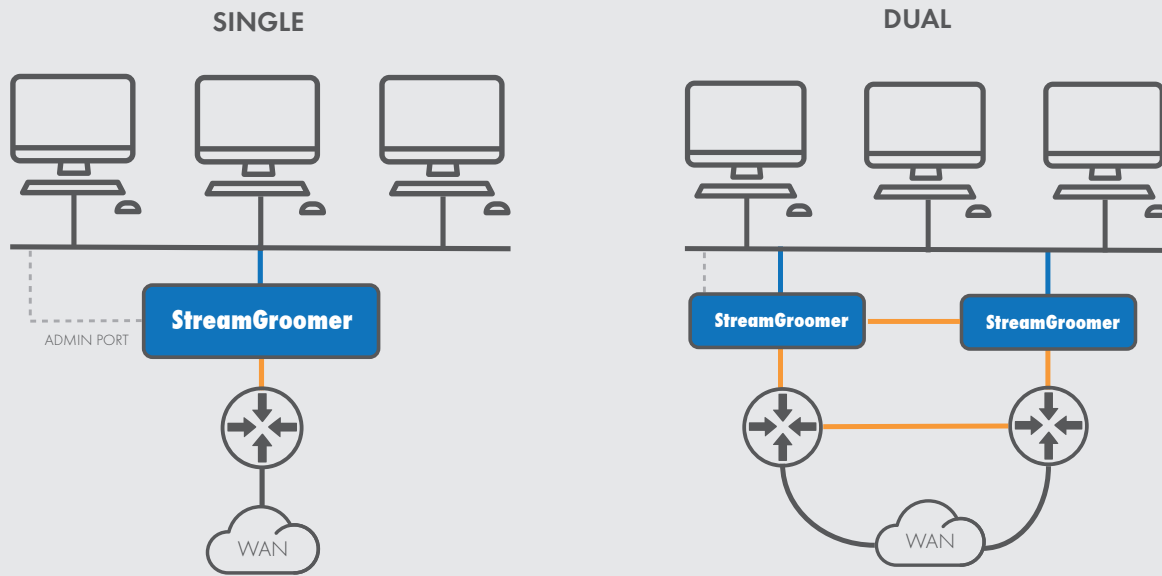 SINGLE
DUAL
StreamGroomer
ADMIN PORT
StreamGroomer
StreamGroomer
WAN
WAN